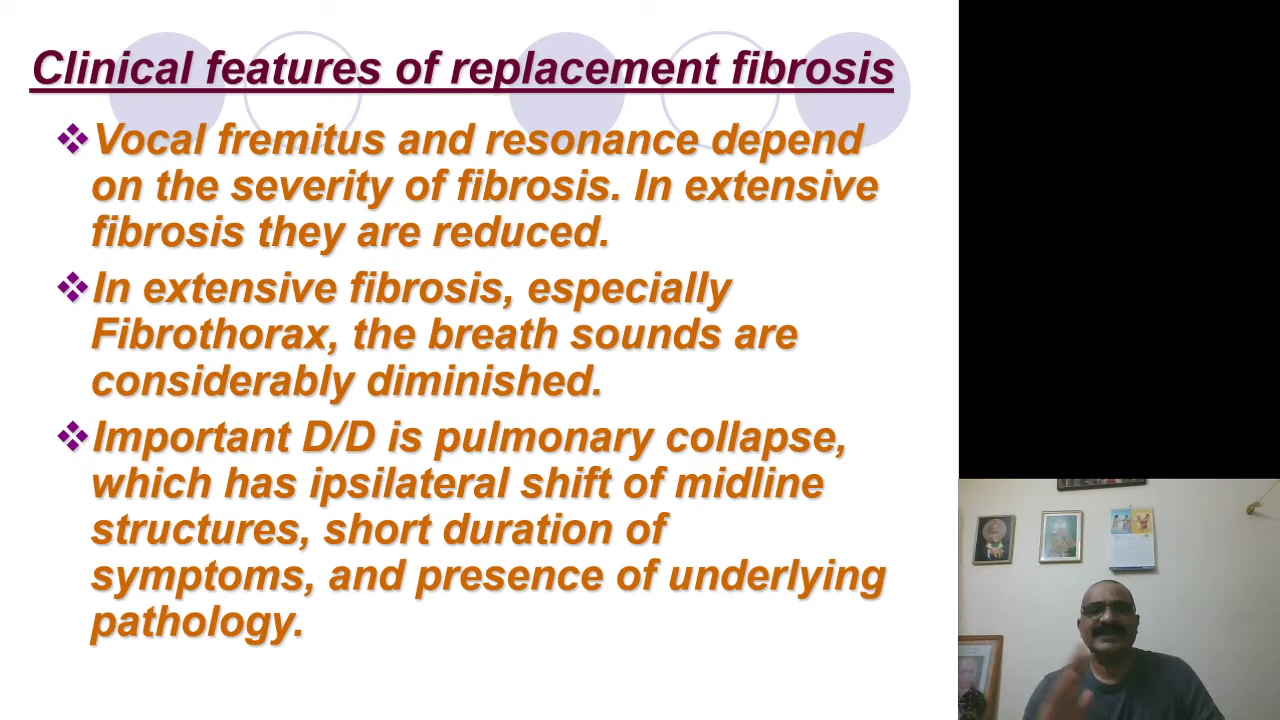 Clinical features of replacement fibrosis
❖Vocal fremitus and resonance depend
on the severity of fibrosis. In extensive
fibrosis they are reduced.
❖In extensive fibrosis, especially
Fibrothorax, the breath sounds are
considerably diminished.
❖Important D/D is pulmonary collapse,
which has ipsilateral shift of midline
structures, short duration of
symptoms, and presence of underlying
pathology.